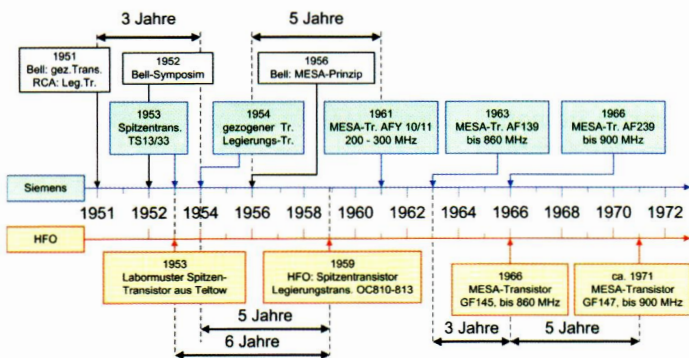 3 Jahre
5 Jahre
1951
Bell: gez.Trans.
RCA: Leg.Tr.
1952
Bell-Symposim
1956
Bell: MESA-Prinzip
1953
Spitzentrans.
TS13/33
1954
gezogener Tr.
Legierungs-Tr.
1961
MESA-Tr. AFY 10/11
200 - 300 MHz
1963
MESA-Tr. AF139
bis 860 MHz
1966
MESA-Tr. AF239
bis 900 MHz
Siemens
1951 1952 1954 1956 1958 1960 1962 1964 1966 1968 1970 1972
HFO
1953
Labormuster Spitzen-
Transistor aus Teltow
1959
HFO: Spitzentransistor
Legierungstrans. OC810-813
1966
MESA-Transistor
GF145, bis 860 MHz
ca. 1971
MESA-Transistor
GF147, bis 900 MHz
5 Jahre
6 Jahre
3 Jahre
5 Jahre